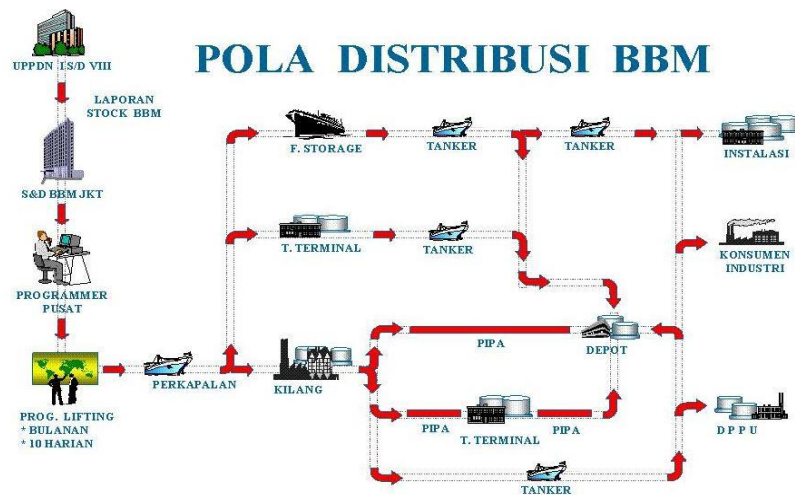 POLA DISTRIBUSI BBM
UPPDN I S/D VIII
LAPORAN
STOCK BBM
S&D BBM JKT
PROGRAMMER
PUSAT
PROG. LIFTING
* BULANAN
* 10 HARIAN
PERKAPALAN
F. STORAGE
TANKER
TANKER
INSTALASI
T. TERMINAL
TANKER
KONSUMEN
INDUSTRI
KILANG
PIPA
DEPOT
PIPA
T. TERMINAL
PIPA
D P P U
TANKER